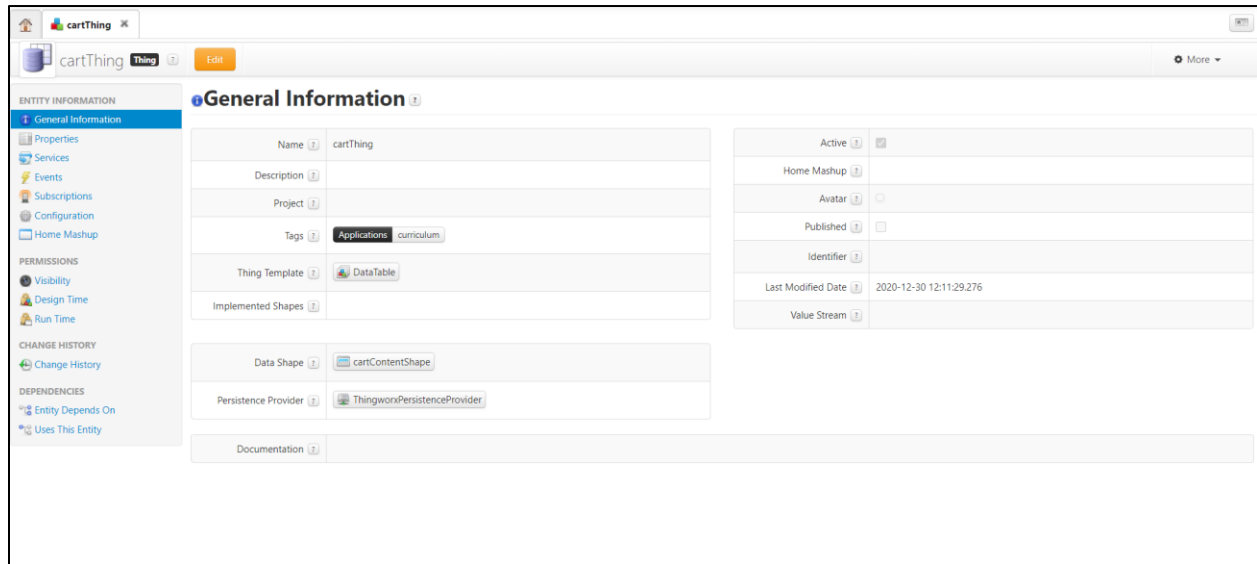 cartThing
cartThing Thing ? Edit More
ENTITY INFORMATION
General Information
Properties
Services
Events
Subscriptions
Configuration
Home Mashup
PERMISSIONS
Visibility
Design Time
Run Time
CHANGE HISTORY
Change History
DEPENDENCIES
Entity Depends On
Uses This Entity
General Information ?
Name ? cartThing
Description ?
Project ?
Tags ? Applications curriculum
Thing Template ? DataTable
Implemented Shapes ?
Data Shape ? cartContentShape
Persistence Provider ? ThingworxPersistenceProvider
Documentation ?
Active ?
Home Mashup ?
Avatar ?
Published ?
Identifier ?
Last Modified Date ? 2020-12-30 12:11:29.276
Value Stream ?